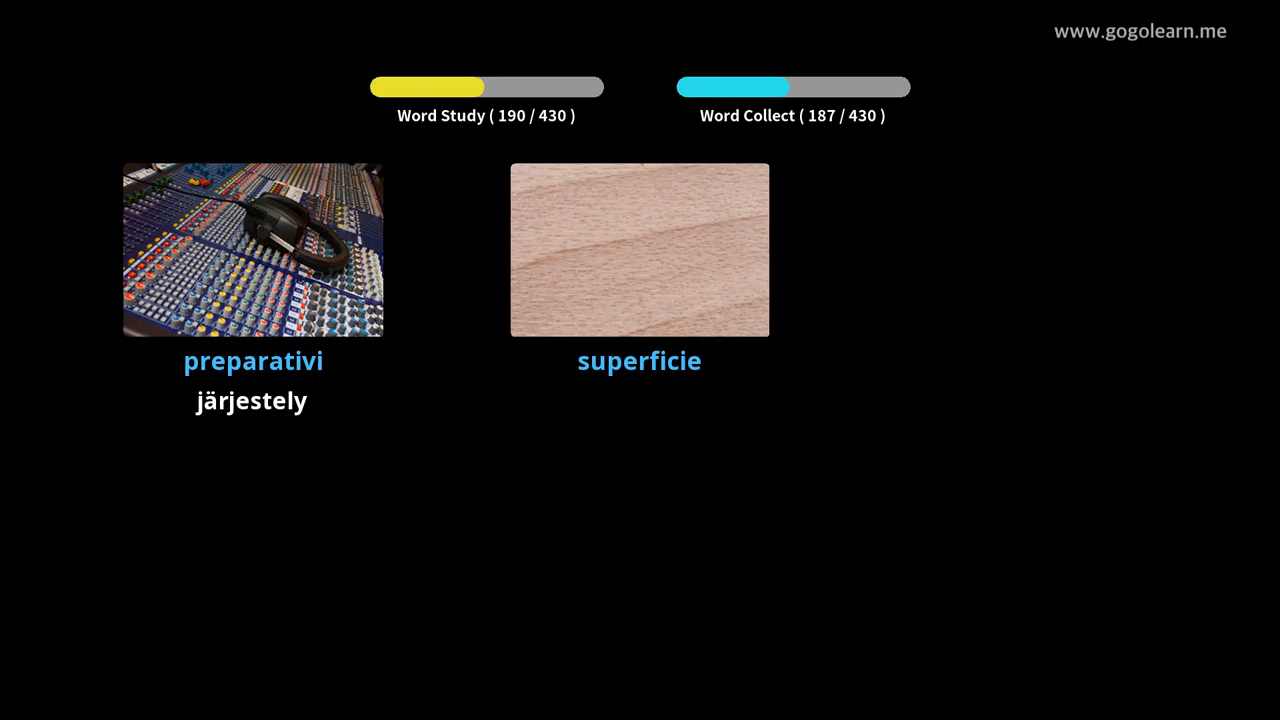 www.gogolearn.me
Word Study ( 190 / 430 )
Word Collect ( 187 / 430 )
preparativi
järjestely
superficie